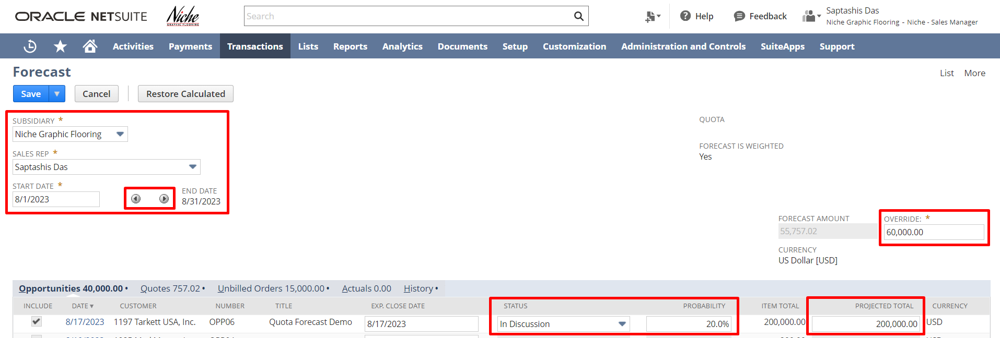 ORACLE NETSUITE
Niche
GRAPHIC FLOORING
Search
Help
Feedback
Saptashis Das
Niche Graphic Flooring - Niche - Sales Manager
Activities Payments Transactions Lists Reports Analytics Documents Setup Customization Administration and Controls SuiteApps Support
Forecast
List More
Save
Cancel
Restore Calculated
SUBSIDIARY *
Niche Graphic Flooring
SALES REP *
Saptashis Das
START DATE *
8/1/2023
END DATE
8/31/2023
QUOTA
FORECAST IS WEIGHTED
Yes
FORECAST AMOUNT
55,757.02
OVERRIDE: *
60,000.00
CURRENCY
US Dollar [USD]
Opportunities 40,000.00 • Quotes 757.02 • Unbilled Orders 15,000.00 • Actuals 0.00 History •
INCLUDE DATE▼ CUSTOMER NUMBER TITLE EXP. CLOSE DATE STATUS PROBABILITY ITEM TOTAL PROJECTED TOTAL CURRENCY
8/17/2023 1197 Tarkett USA, Inc. OPP06 Quota Forecast Demo 8/17/2023 In Discussion 20.0% 200,000.00 200,000.00 USD